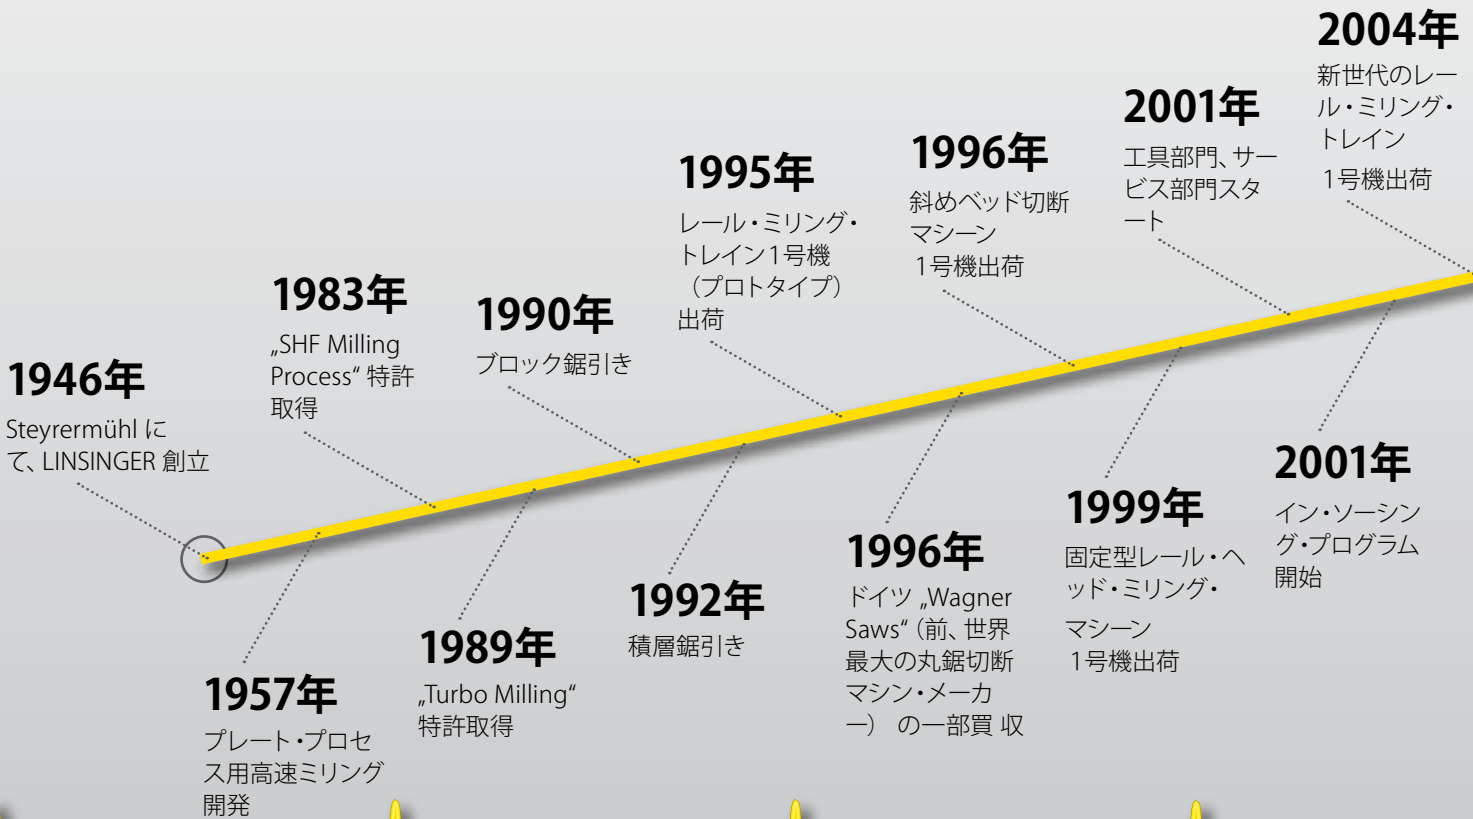 1946年
Steyrermühl に
て、LINSINGER 創立
1957年
プレート・プロセ
ス用高速ミリング
開発
1983年
„SHF Milling
Process“ 特許
取得
1989年
„Turbo Milling“
特許取得
1990年
ブロック鋸引き
1992年
積層鋸引き
1995年
レール・ミリング・
トレイン1号機
（プロトタイプ）
出荷
1996年
ドイツ „Wagner
Saws“（前、世界
最大の丸鋸切断
マシン・メーカ
ー） の一部買 収
1996年
斜めベッド切断
マシーン
1号機出荷
1999年
固定型レール・ヘ
ッド・ミリング・
マシーン
1号機出荷
2001年
工具部門、サー
ビス部門スタ
ート
2001年
イン・ソーシン
グ・プログラム
開始
2004年
新世代のレー
ル・ミリング・
トレイン
1号機出荷